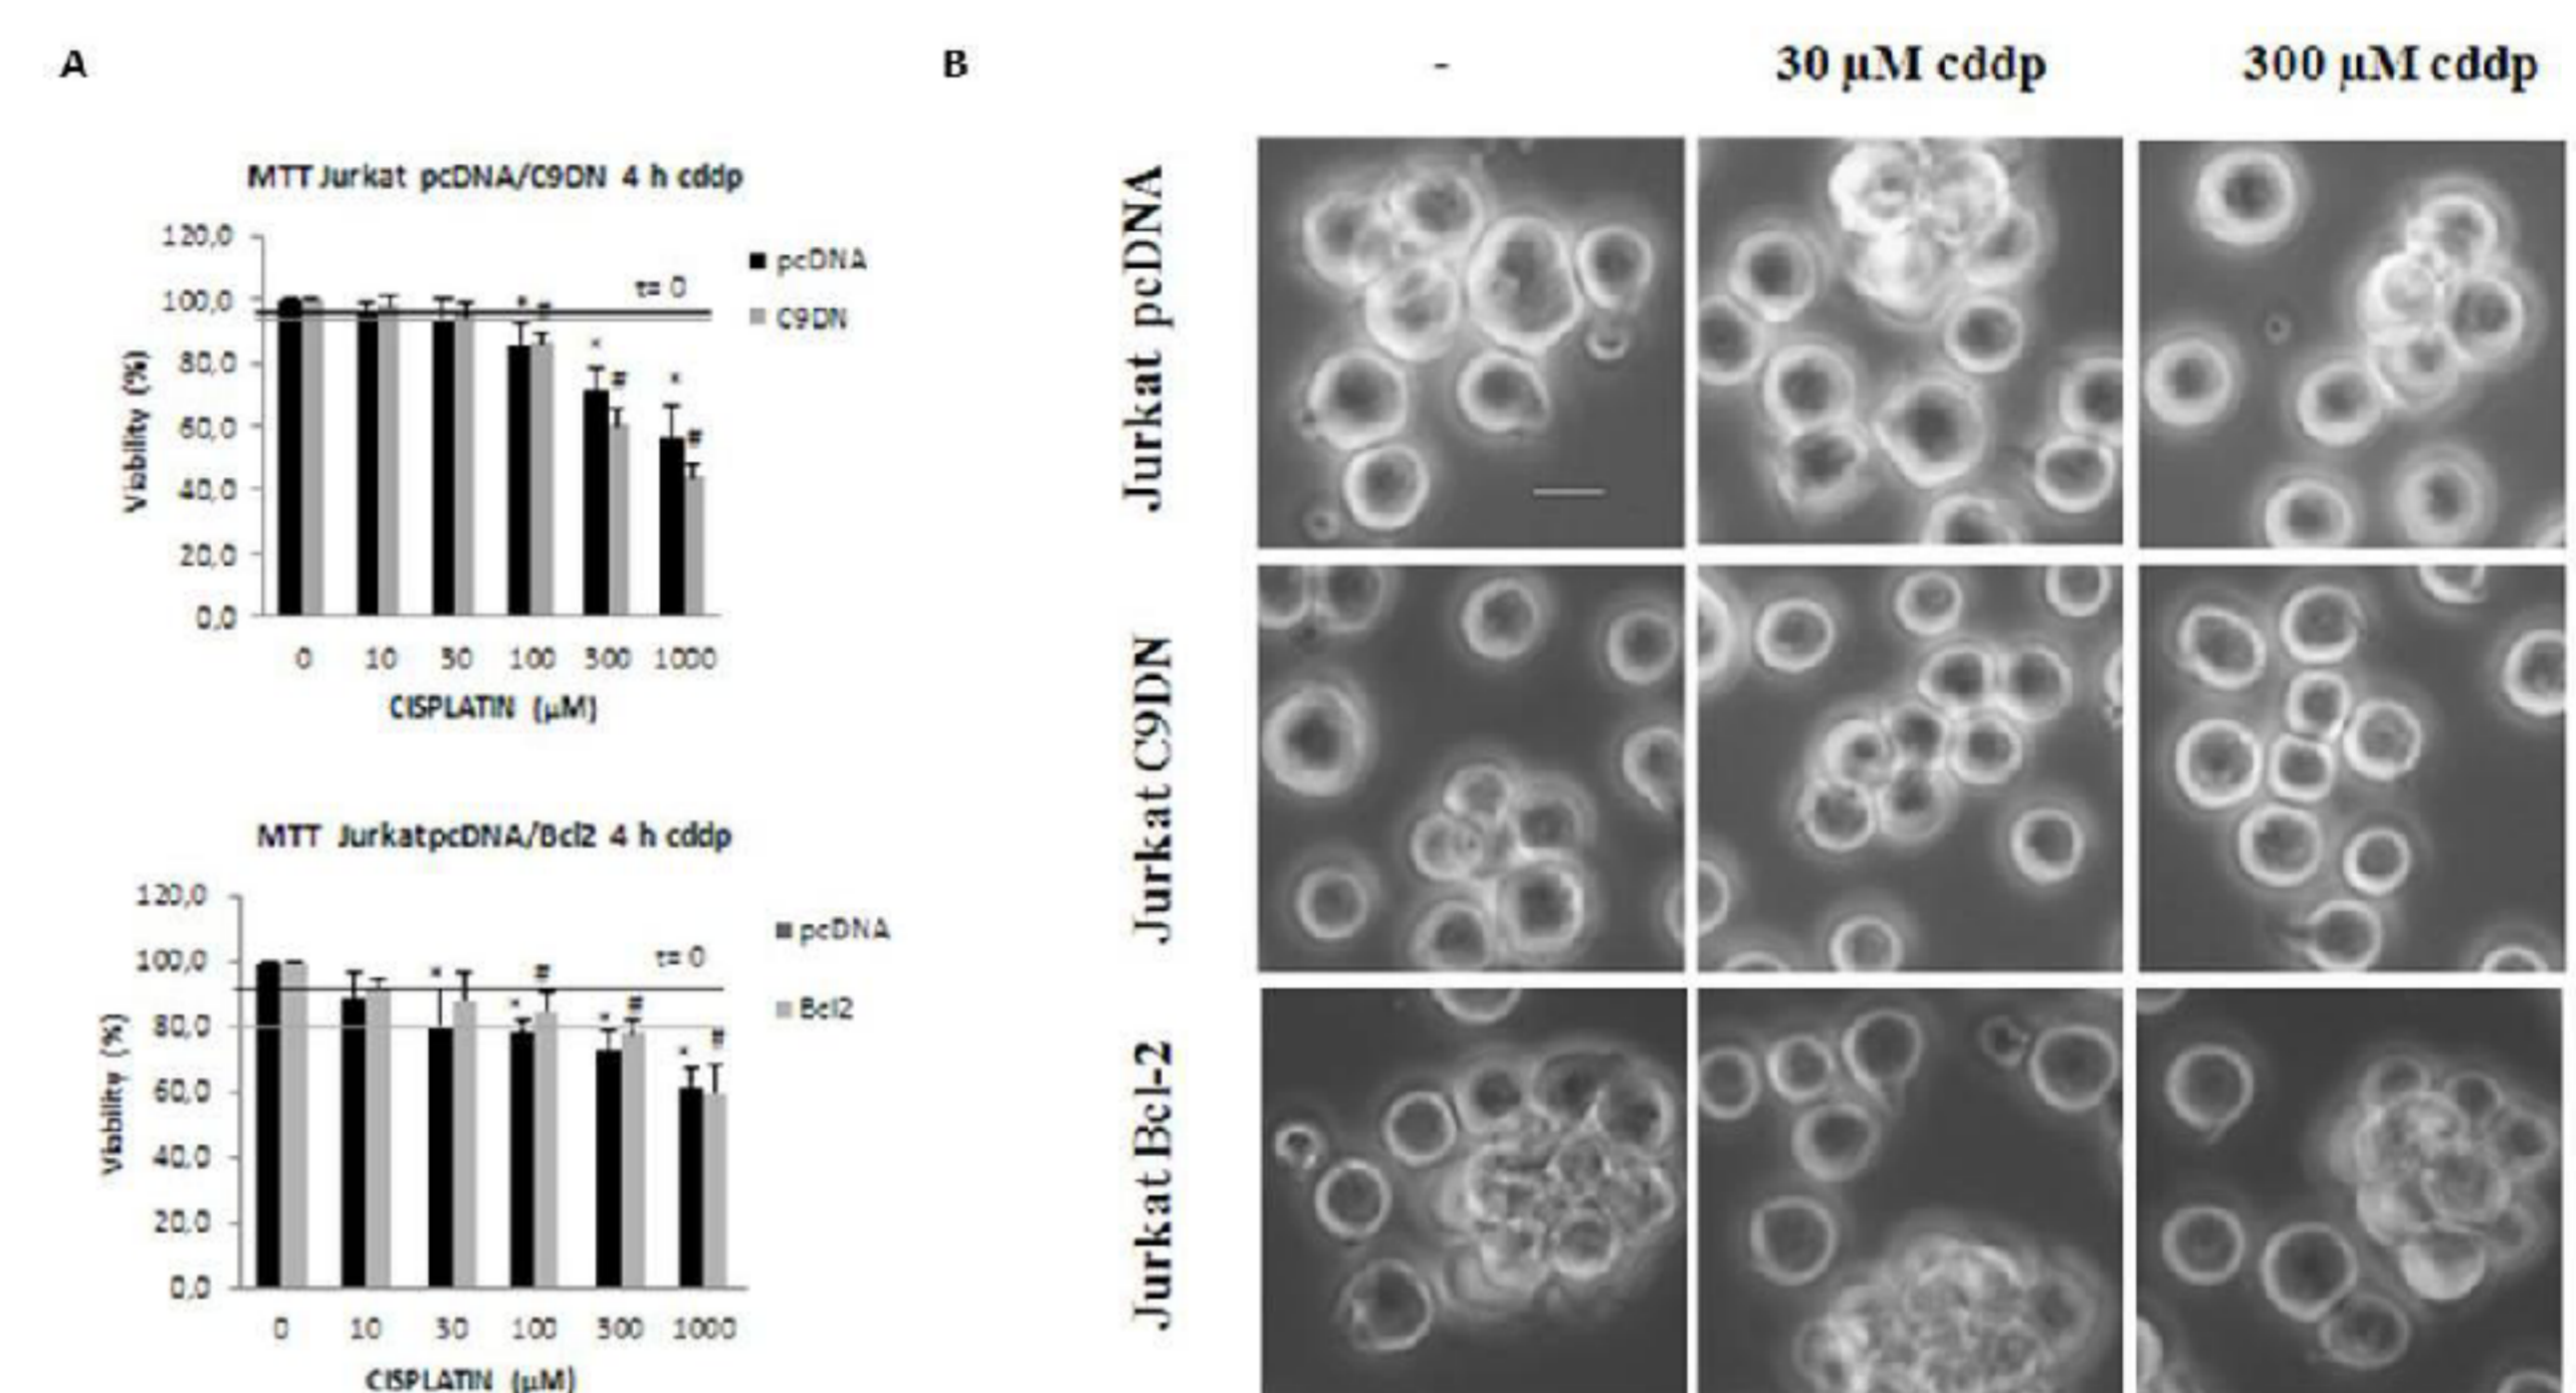 A
B
-
30 µM cddp
300 µM cddp
MTT Jurkat pcDNA/C9DN 4 h cddp
120,0
100,0
80,0
60,0
40,0
20,0
0,0
Viability (%)
t= 0
* #
* #
* #
pcDNA
C9DN
0 10 30 100 300 1000
CISPLATIN (µM)
MTT JurkatpcDNA/Bcl2 4 h cddp
120,0
100,0
80,0
60,0
40,0
20,0
0,0
Viability (%)
t= 0
*
* #
* #
* #
pcDNA
Bcl2
0 10 30 100 300 1000
CISPLATIN (µM)
Jurkat pcDNA
Jurkat C9DN
Jurkat Bcl-2